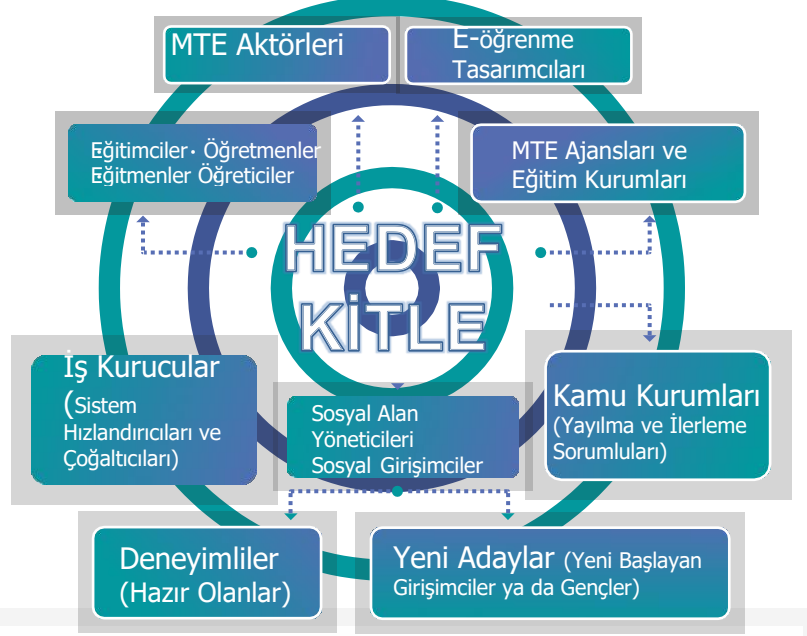 MTE Aktörleri
E-öğrenme
Tasarımcıları
Eğitimciler· Öğretmenler
Eğitmenler Öğreticiler
MTE Ajansları ve
Eğitim Kurumları
HEDEF
KİTLE
İş Kurucular
(Sistem
Hızlandırıcıları ve
Çoğaltıcıları)
Sosyal Alan
Yöneticileri
Sosyal Girişimciler
Kamu Kurumları
(Yayılma ve İlerleme
Sorumluları)
Deneyimliler
(Hazır Olanlar)
Yeni Adaylar (Yeni Başlayan
Girişimciler ya da Gençler)